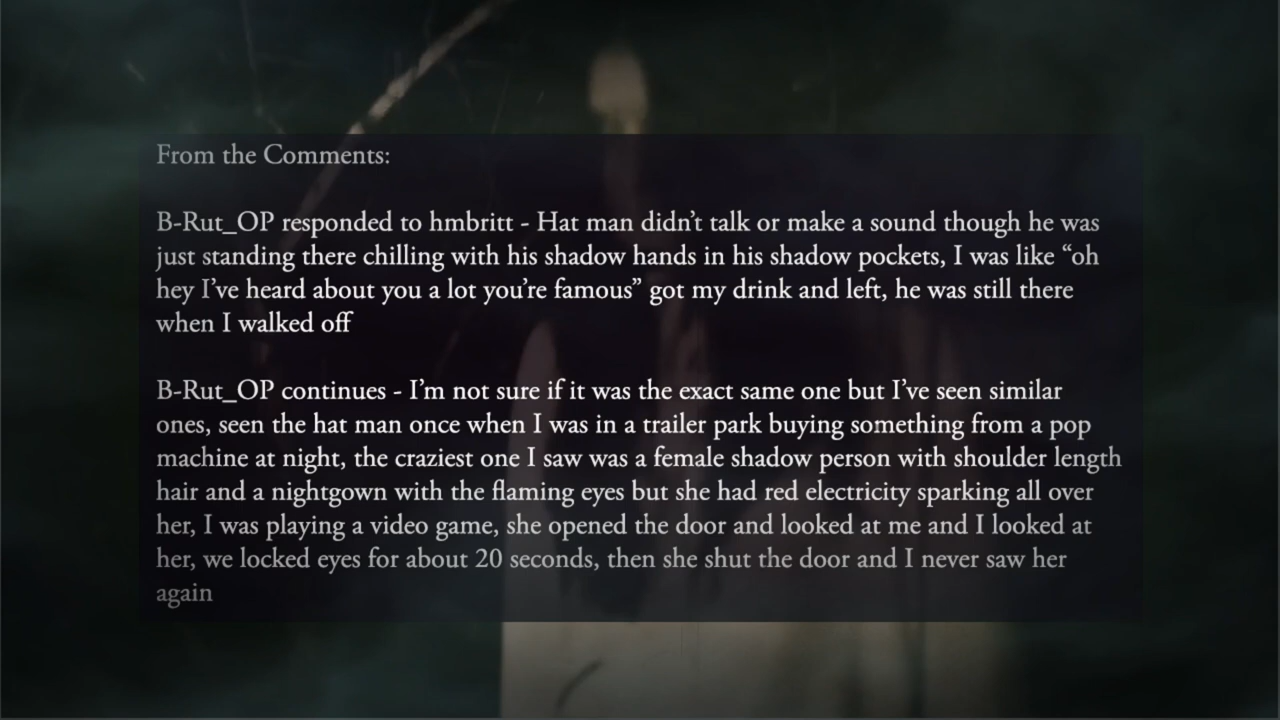 From the Comments:
B-Rut_OP responded to hmbritt - Hat man didn’t talk or make a sound though he was
just standing there chilling with his shadow hands in his shadow pockets, I was like “oh
hey I’ve heard about you a lot you’re famous” got my drink and left, he was still there
when I walked off
B-Rut_OP continues - I’m not sure if it was the exact same one but I’ve seen similar
ones, seen the hat man once when I was in a trailer park buying something from a pop
machine at night, the craziest one I saw was a female shadow person with shoulder length
hair and a nightgown with the flaming eyes but she had red electricity sparking all over
her, I was playing a video game, she opened the door and looked at me and I looked at
her, we locked eyes for about 20 seconds, then she shut the door and I never saw her
again